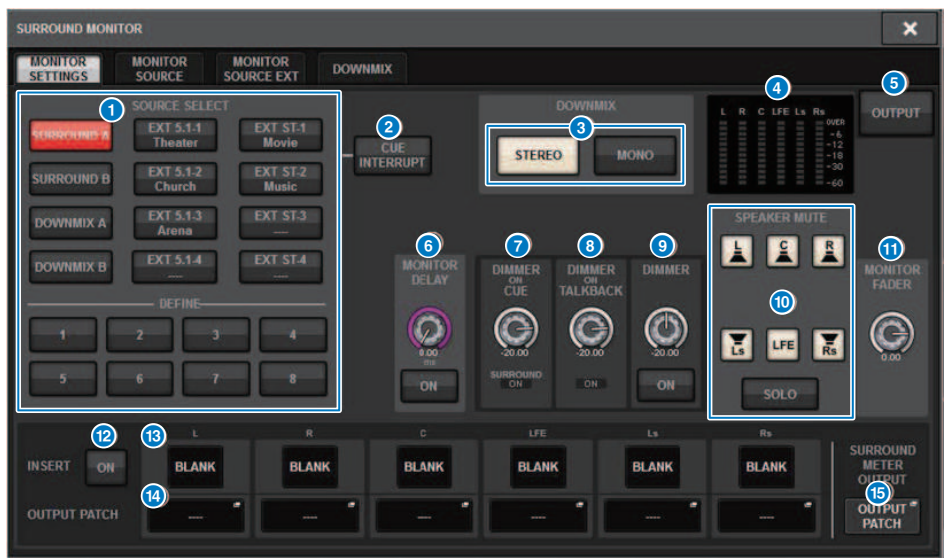 SURROUND MONITOR
MONITOR SETTINGS
MONITOR SOURCE
MONITOR SOURCE EXT
DOWNMIX
1
SOURCE SELECT
SURROUND A
EXT 5.1-1 Theater
EXT ST-1 Movie
SURROUND B
EXT 5.1-2 Church
EXT ST-2 Music
DOWNMIX A
EXT 5.1-3 Arena
EXT ST-3 ----
DOWNMIX B
EXT 5.1-4 ----
EXT ST-4 ----
DEFINE
1 2 3 4
5 6 7 8
2
CUE INTERRUPT
DOWNMIX
3
STEREO
MONO
4
L R C LFE Ls Rs
OVER
-6
-12
-18
-30
-60
5
OUTPUT
6
MONITOR DELAY
0.00
ms
ON
7
DIMMER
ON
CUE
-20.00
SURROUND
ON
8
DIMMER
ON
TALKBACK
-20.00
ON
9
DIMMER
-20.00
ON
SPEAKER MUTE
L C R
10
Ls LFE Rs
SOLO
11
MONITOR FADER
0.00
12
INSERT
ON
13
L R C LFE Ls Rs
BLANK BLANK BLANK BLANK BLANK BLANK
14
OUTPUT PATCH
---- ---- ---- ---- ---- ----
SURROUND METER OUTPUT
15
OUTPUT PATCH